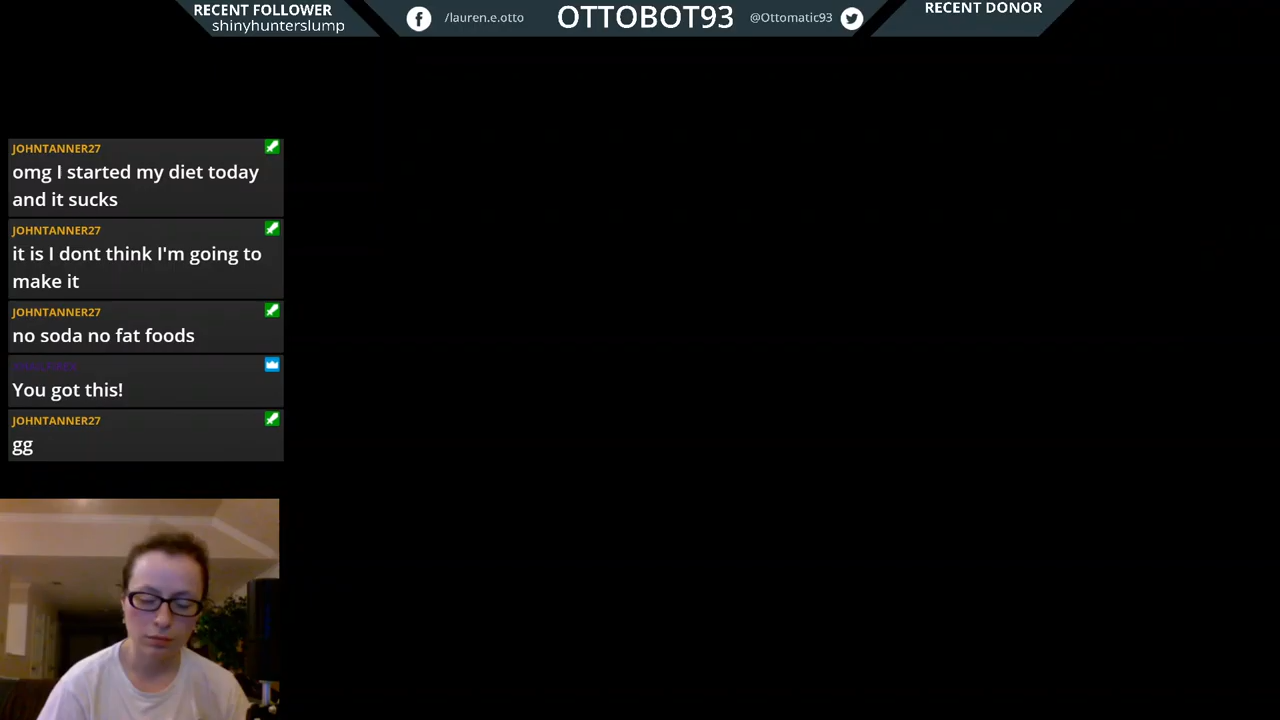 RECENT FOLLOWER
shinyhunterslump
/lauren.e.otto
OTTOBOT93
@Ottomatic93
RECENT DONOR
JOHNTANNER27
omg I started my diet today
and it sucks
JOHNTANNER27
it is I dont think I'm going to
make it
JOHNTANNER27
no soda no fat foods
You got this!
JOHNTANNER27
gg